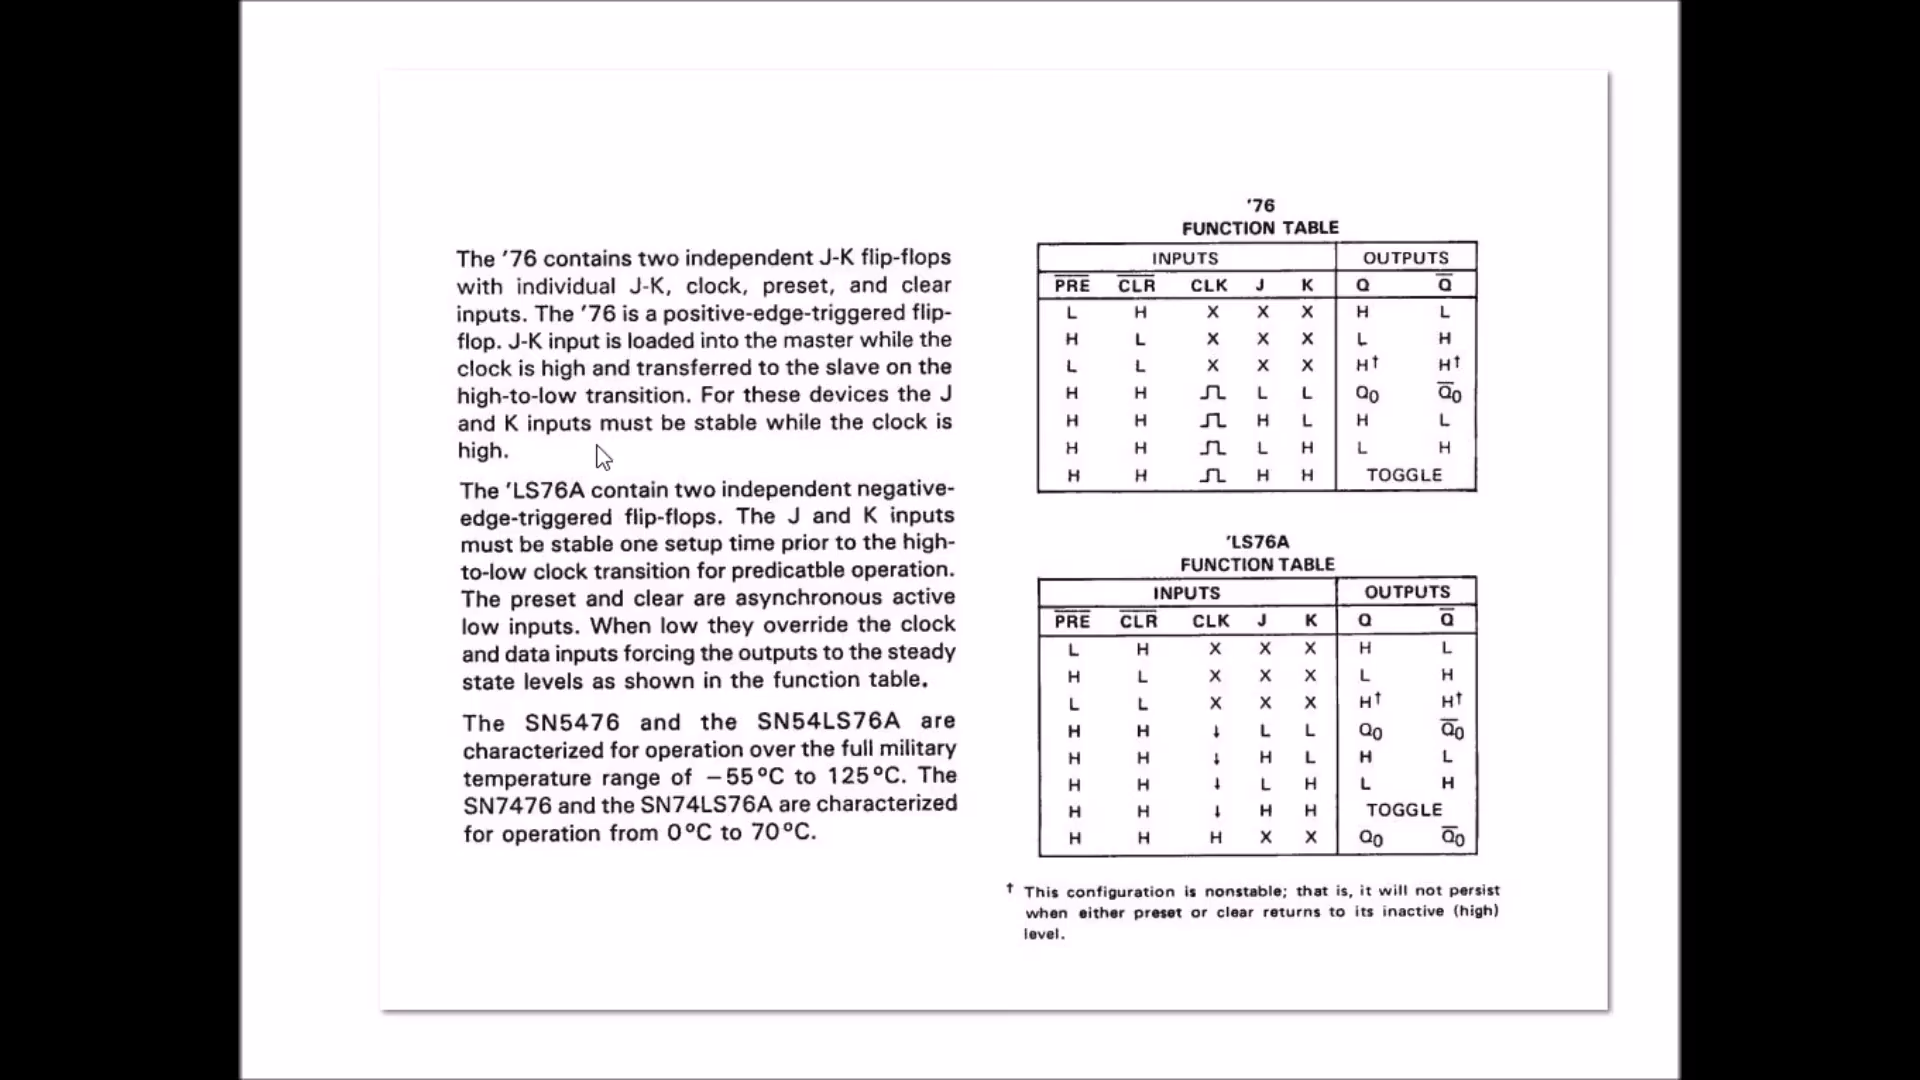 The '76 contains two independent J-K flip-flops
with individual J-K, clock, preset, and clear
inputs. The '76 is a positive-edge-triggered flip-
flop. J-K input is loaded into the master while the
clock is high and transferred to the slave on the
high-to-low transition. For these devices the J
and K inputs must be stable while the clock is
high.
The 'LS76A contain two independent negative-
edge-triggered flip-flops. The J and K inputs
must be stable one setup time prior to the high-
to-low clock transition for predicatble operation.
The preset and clear are asynchronous active
low inputs. When low they override the clock
and data inputs forcing the outputs to the steady
state levels as shown in the function table.
The SN5476 and the SN54LS76A are
characterized for operation over the full military
temperature range of −55°C to 125°C. The
SN7476 and the SN74LS76A are characterized
for operation from 0°C to 70°C.
'76
FUNCTION TABLE
INPUTS OUTPUTS
P̅R̅E̅ C̅L̅R̅ CLK J K Q Q̅
L H X X X H L
H L X X X L H
L L X X X H† H†
H H ⎍ L L Q0 Q̅0
H H ⎍ H L H L
H H ⎍ L H L H
H H ⎍ H H TOGGLE
'LS76A
FUNCTION TABLE
INPUTS OUTPUTS
P̅R̅E̅ C̅L̅R̅ CLK J K Q Q̅
L H X X X H L
H L X X X L H
L L X X X H† H†
H H ↓ L L Q0 Q̅0
H H ↓ H L H L
H H ↓ L H L H
H H ↓ H H TOGGLE
H H H X X Q0 Q̅0
† This configuration is nonstable; that is, it will not persist
when either preset or clear returns to its inactive (high)
level.